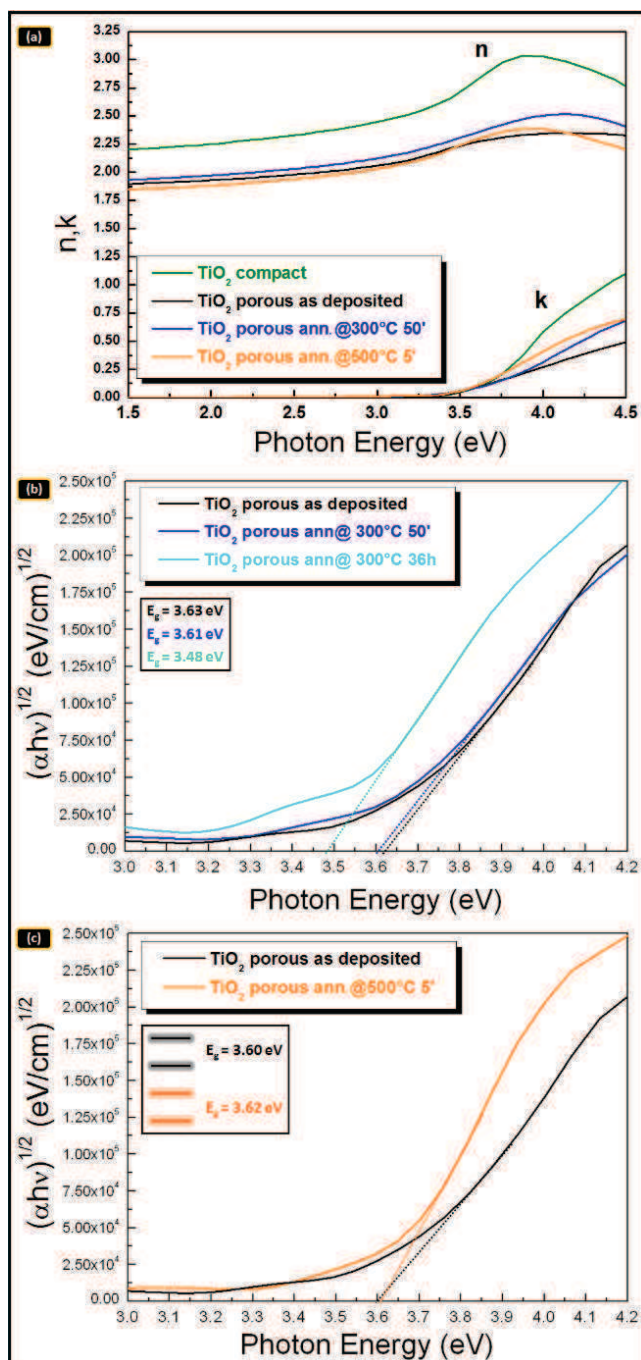 (a)
n
k
n,k
3.25
3.00
2.75
2.50
2.25
2.00
1.75
1.50
1.25
1.00
0.75
0.50
0.25
0.00
TiO2 compact
TiO2 porous as deposited
TiO2 porous ann.@300°C 50'
TiO2 porous ann.@500°C 5'
1.5 2.0 2.5 3.0 3.5 4.0 4.5
Photon Energy (eV)
(b)
(αhν)^1/2 (eV/cm)^1/2
2.50x10^5
2.25x10^5
2.00x10^5
1.75x10^5
1.50x10^5
1.25x10^5
1.00x10^5
7.50x10^4
5.00x10^4
2.50x10^4
0.00
TiO2 porous as deposited
TiO2 porous ann@ 300°C 50'
TiO2 porous ann@ 300°C 36h
Eg = 3.63 eV
Eg = 3.61 eV
Eg = 3.48 eV
3.0 3.1 3.2 3.3 3.4 3.5 3.6 3.7 3.8 3.9 4.0 4.1 4.2
Photon Energy (eV)
(c)
(αhν)^1/2 (eV/cm)^1/2
2.50x10^5
2.25x10^5
2.00x10^5
1.75x10^5
1.50x10^5
1.25x10^5
1.00x10^5
7.50x10^4
5.00x10^4
2.50x10^4
0.00
TiO2 porous as deposited
TiO2 porous ann.@500°C 5'
Eg = 3.60 eV
Eg = 3.62 eV
3.0 3.1 3.2 3.3 3.4 3.5 3.6 3.7 3.8 3.9 4.0 4.1 4.2
Photon Energy (eV)